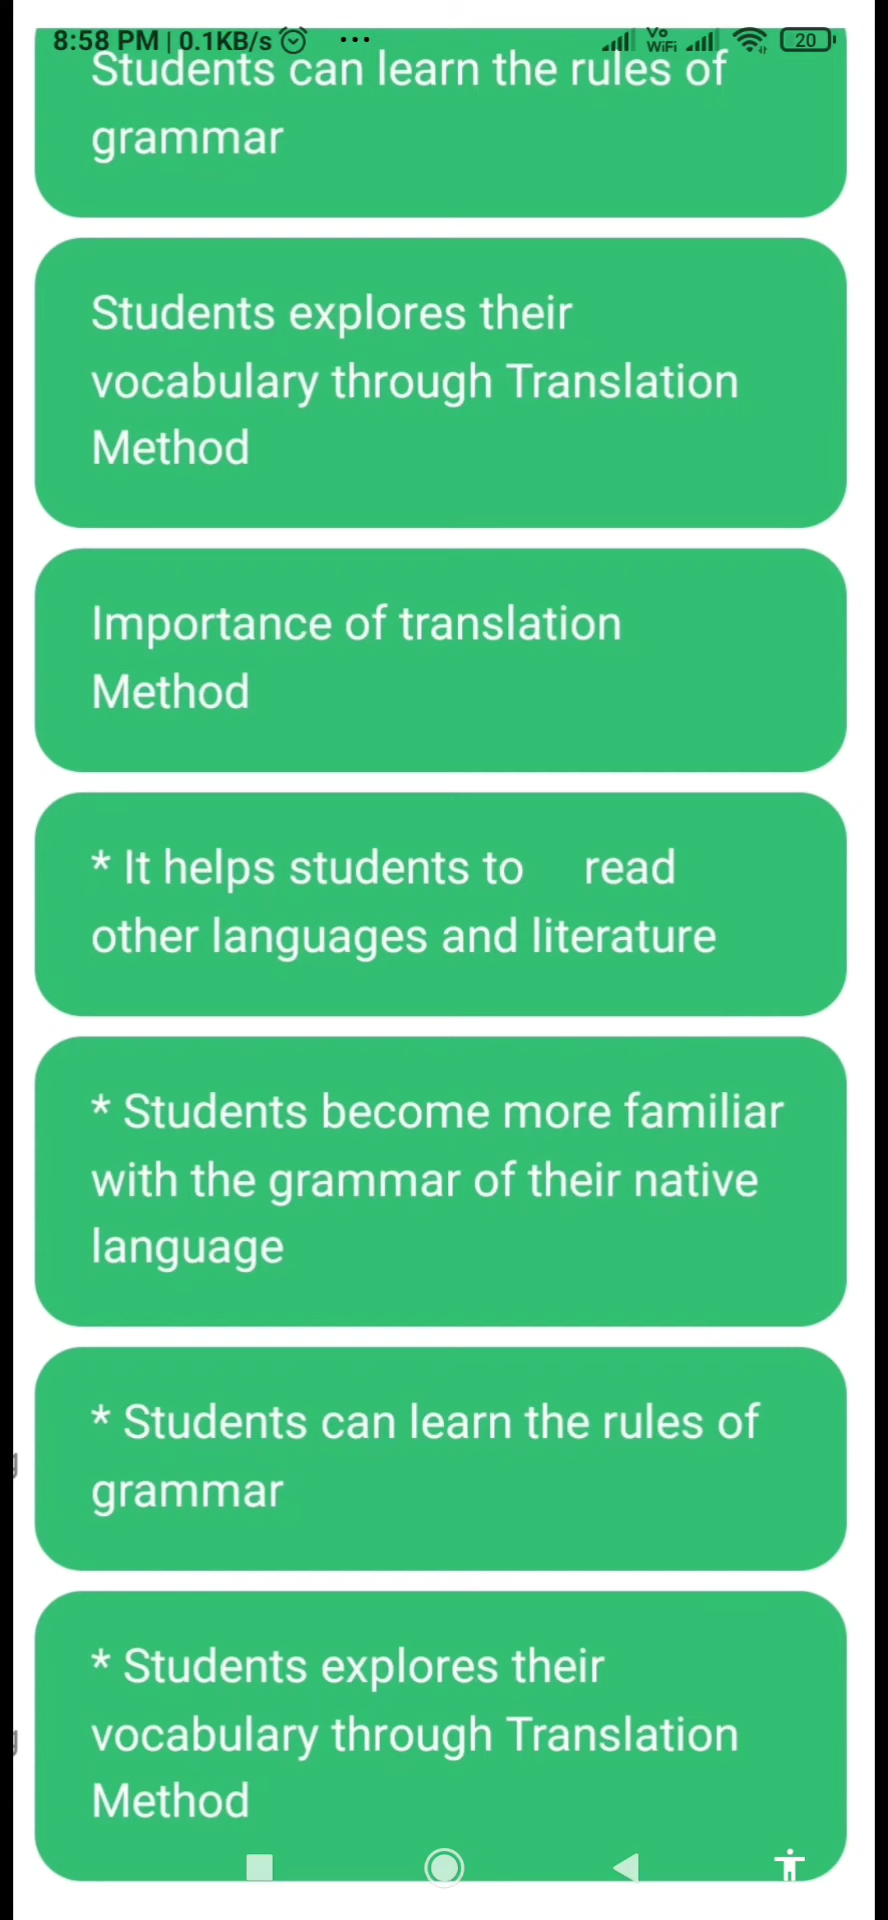 8:58 PM | 0.1KB/s ... Vo WiFi 20
Students can learn the rules of
grammar
Students explores their
vocabulary through Translation
Method
Importance of translation
Method
* It helps students to read
other languages and literature
* Students become more familiar
with the grammar of their native
language
* Students can learn the rules of
grammar
* Students explores their
vocabulary through Translation
Method